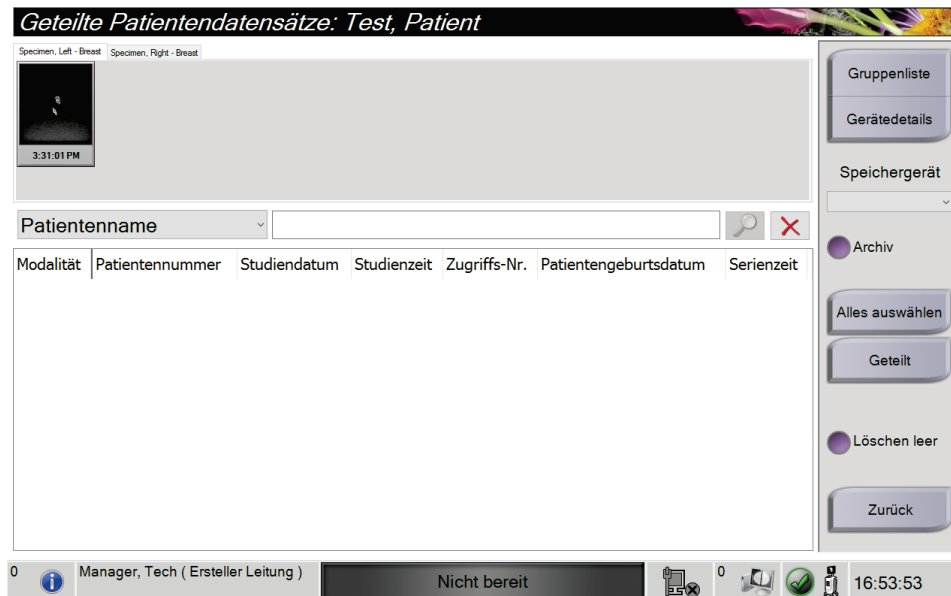 Geteilte Patientendatensätze: Test, Patient
Specimen, Left - Breast Specimen, Right - Breast
3:31:01 PM
Patientenname
Modalität Patientennummer Studiendatum Studienzeit Zugriffs-Nr. Patientengeburtsdatum Serienzeit
Gruppenliste
Gerätedetails
Speichergerät
Archiv
Alles auswählen
Geteilt
Löschen leer
Zurück
0 Manager, Tech ( Ersteller Leitung ) Nicht bereit 0 16:53:53